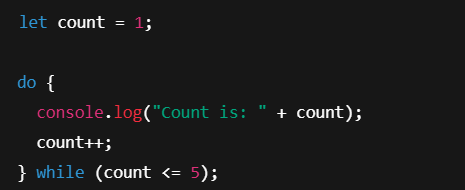 let count = 1;
do {
  console.log("Count is: " + count);
  count++;
} while (count <= 5);